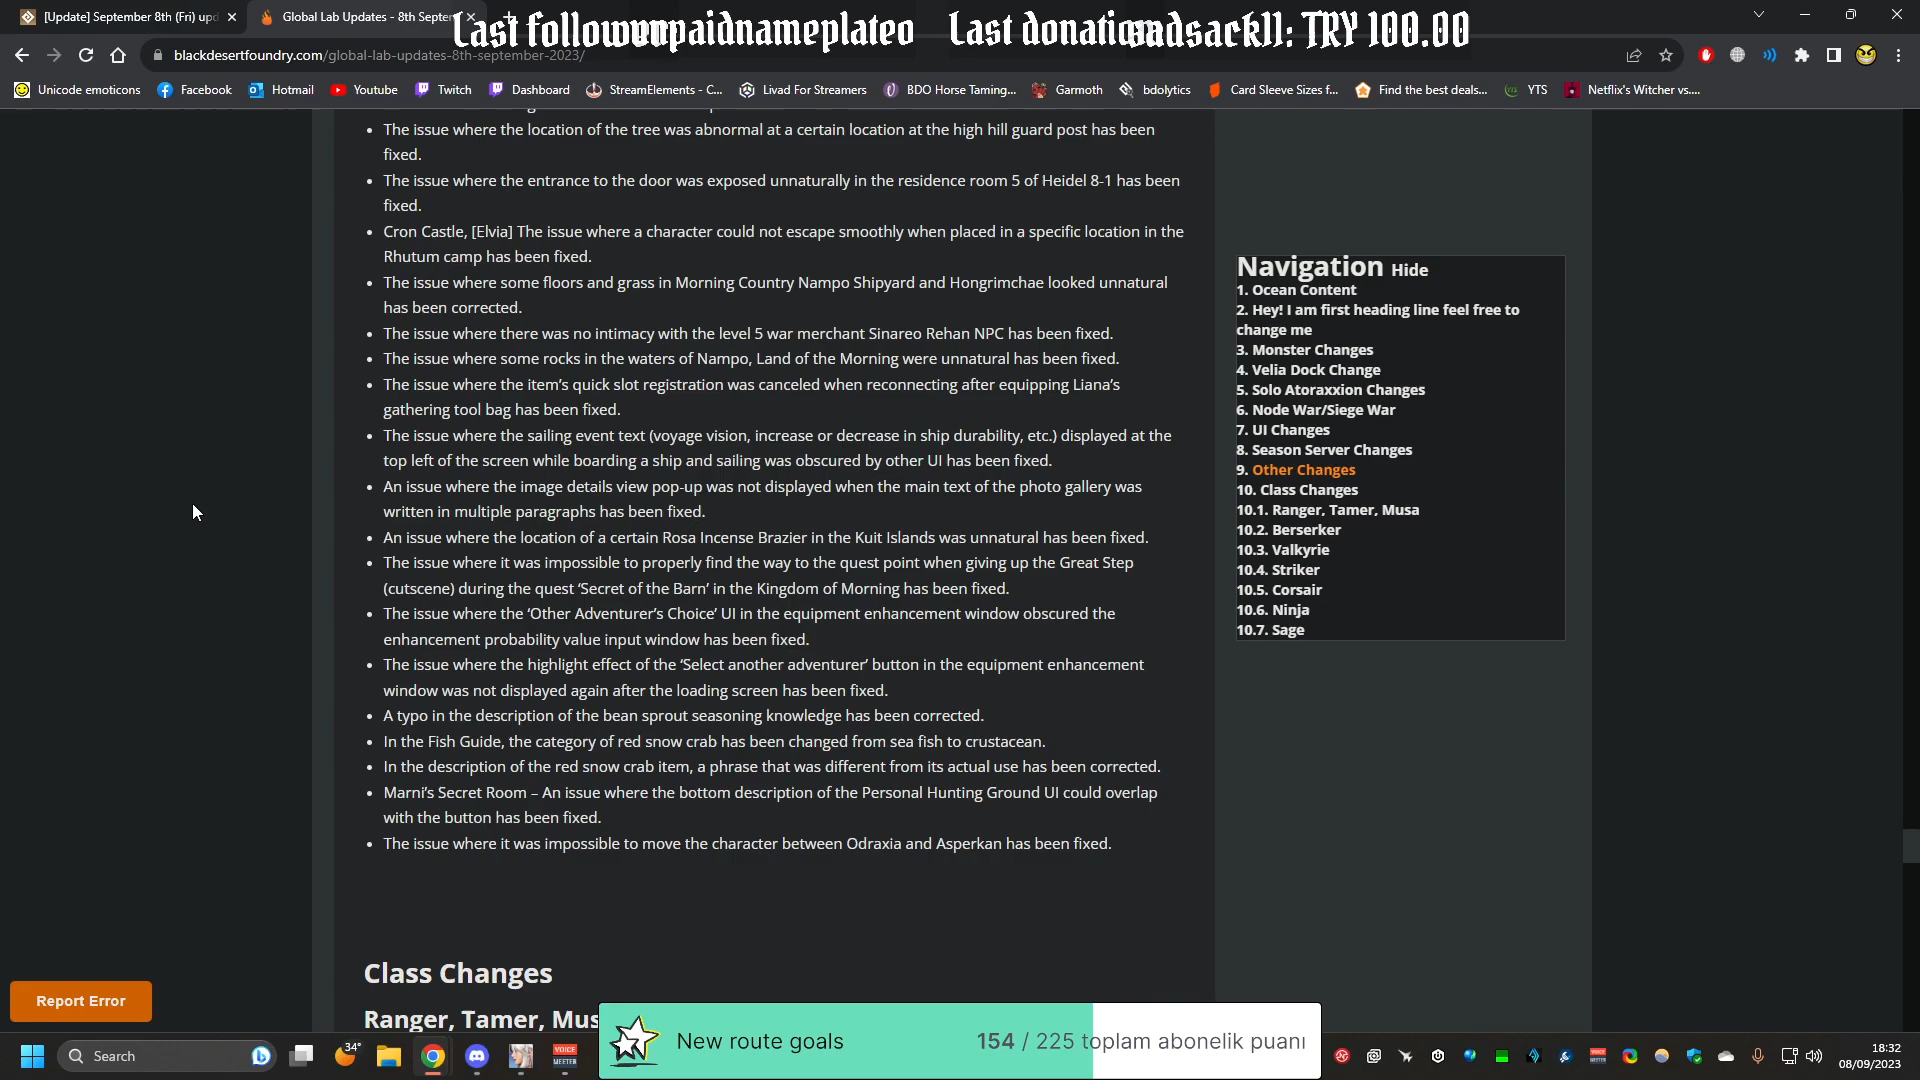 [Update] September 8th (Fri) upd
Global Lab Updates - 8th Septer
Last follower
unpaidnameplateo
Last donation
sadsack11: TRY 100.00
blackdesertfoundry.com/global-lab-updates-8th-september-2023/
Unicode emoticons
Facebook
Hotmail
Youtube
Twitch
Dashboard
StreamElements - C...
Livad For Streamers
BDO Horse Taming...
Garmoth
bdolytics
Card Sleeve Sizes f...
Find the best deals...
YTS
Netflix's Witcher vs....
• The issue where the location of the tree was abnormal at a certain location at the high hill guard post has been
fixed.
• The issue where the entrance to the door was exposed unnaturally in the residence room 5 of Heidel 8-1 has been
fixed.
• Cron Castle, [Elvia] The issue where a character could not escape smoothly when placed in a specific location in the
Rhutum camp has been fixed.
• The issue where some floors and grass in Morning Country Nampo Shipyard and Hongrimchae looked unnatural
has been corrected.
• The issue where there was no intimacy with the level 5 war merchant Sinareo Rehan NPC has been fixed.
• The issue where some rocks in the waters of Nampo, Land of the Morning were unnatural has been fixed.
• The issue where the item's quick slot registration was canceled when reconnecting after equipping Liana's
gathering tool bag has been fixed.
• The issue where the sailing event text (voyage vision, increase or decrease in ship durability, etc.) displayed at the
top left of the screen while boarding a ship and sailing was obscured by other UI has been fixed.
• An issue where the image details view pop-up was not displayed when the main text of the photo gallery was
written in multiple paragraphs has been fixed.
• An issue where the location of a certain Rosa Incense Brazier in the Kuit Islands was unnatural has been fixed.
• The issue where it was impossible to properly find the way to the quest point when giving up the Great Step
(cutscene) during the quest ‘Secret of the Barn’ in the Kingdom of Morning has been fixed.
• The issue where the ‘Other Adventurer’s Choice’ UI in the equipment enhancement window obscured the
enhancement probability value input window has been fixed.
• The issue where the highlight effect of the ‘Select another adventurer’ button in the equipment enhancement
window was not displayed again after the loading screen has been fixed.
• A typo in the description of the bean sprout seasoning knowledge has been corrected.
• In the Fish Guide, the category of red snow crab has been changed from sea fish to crustacean.
• In the description of the red snow crab item, a phrase that was different from its actual use has been corrected.
• Marni’s Secret Room – An issue where the bottom description of the Personal Hunting Ground UI could overlap
with the button has been fixed.
• The issue where it was impossible to move the character between Odraxia and Asperkan has been fixed.
Class Changes
Ranger, Tamer, Mus
Navigation Hide
1. Ocean Content
2. Hey! I am first heading line feel free to
change me
3. Monster Changes
4. Velia Dock Change
5. Solo Atoraxxion Changes
6. Node War/Siege War
7. UI Changes
8. Season Server Changes
9. Other Changes
10. Class Changes
10.1. Ranger, Tamer, Musa
10.2. Berserker
10.3. Valkyrie
10.4. Striker
10.5. Corsair
10.6. Ninja
10.7. Sage
Report Error
New route goals
154 / 225 toplam abonelik puanı
Search
34°
VOICE
MEETER
18:32
08/09/2023